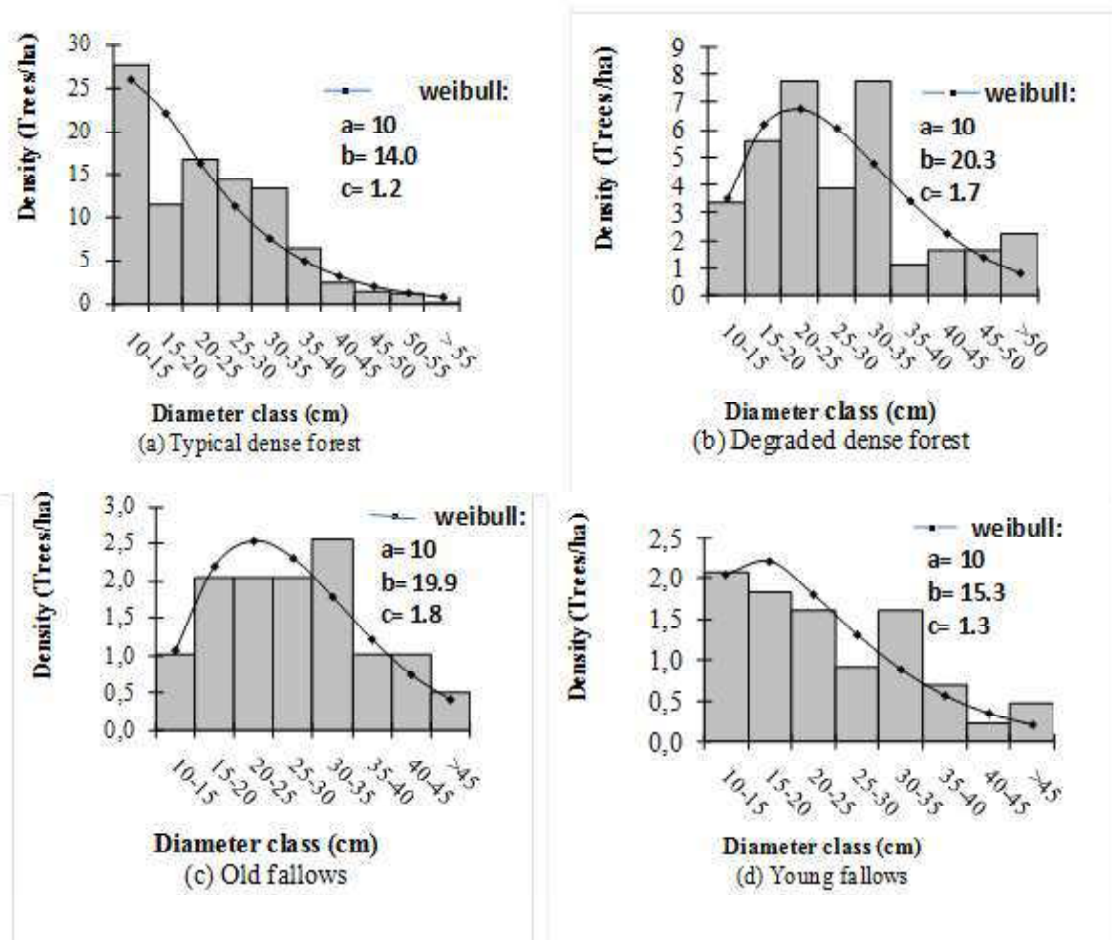 Density (Trees/ha)
30
25
20
15
10
5
0
weibull:
a= 10
b= 14.0
c= 1.2
10-15
15-20
20-25
25-30
30-35
35-40
40-45
45-50
50-55
> 55
Diameter class (cm)
(a) Typical dense forest
Density (Trees/ha)
9
8
7
6
5
4
3
2
1
0
weibull:
a= 10
b= 20.3
c= 1.7
10-15
15-20
20-25
25-30
30-35
35-40
40-45
45-50
>50
Diameter class (cm)
(b) Degraded dense forest
Density (Trees/ha)
3,0
2,5
2,0
1,5
1,0
0,5
0,0
weibull:
a= 10
b= 19.9
c= 1.8
10-15
15-20
20-25
25-30
30-35
35-40
40-45
>45
Diameter class (cm)
(c) Old fallows
Density (Trees/ha)
2,5
2,0
1,5
1,0
0,5
0,0
weibull:
a= 10
b= 15.3
c= 1.3
10-15
15-20
20-25
25-30
30-35
35-40
40-45
>45
Diameter class (cm)
(d) Young fallows